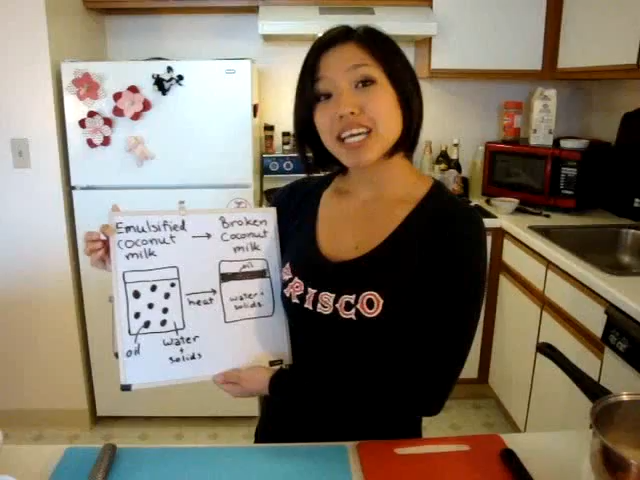 Emulsified
coconut
milk
→
Broken
coconut
milk
heat
oil
water +
solids
oil
water
+
solids
RISCO